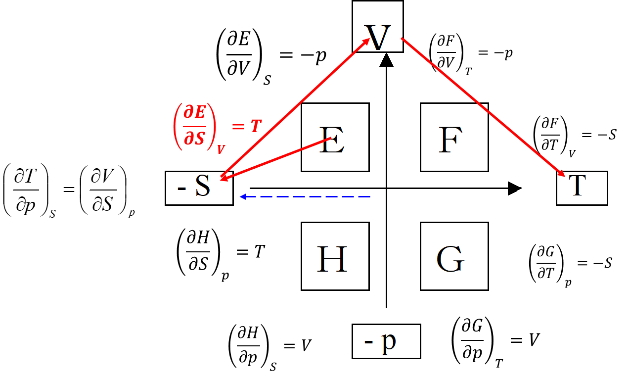 V
(∂E/∂V)_S = −p
(∂F/∂V)_T = −p
(∂E/∂S)_V = T
E
F
(∂F/∂T)_V = −S
(∂T/∂p)_S = (∂V/∂S)_p
- S
T
(∂H/∂S)_p = T
H
G
(∂G/∂T)_p = −S
(∂H/∂p)_S = V
- p
(∂G/∂p)_T = V